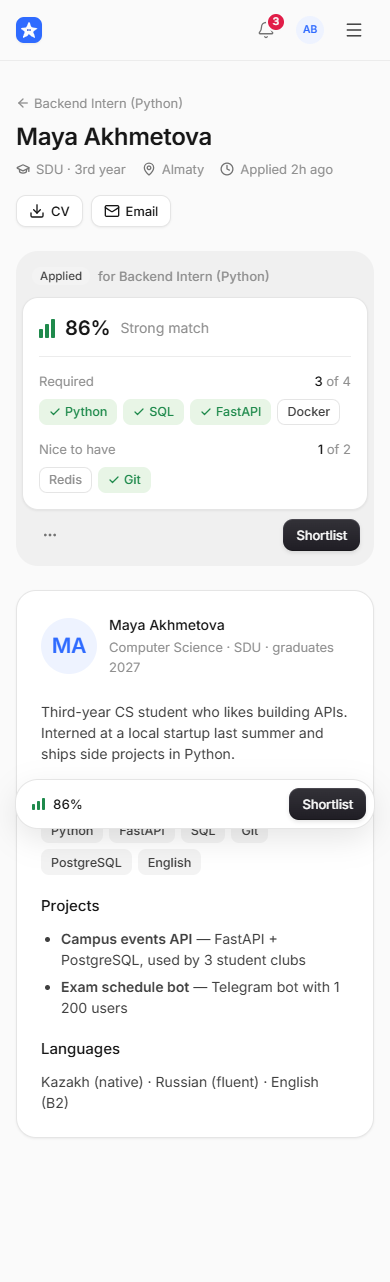 3
AB
Backend Intern (Python)
Maya Akhmetova
SDU · 3rd year Almaty Applied 2h ago
CV Email
Applied for Backend Intern (Python)
86% Strong match
Required 3 of 4
Python SQL FastAPI Docker
Nice to have 1 of 2
Redis Git
Shortlist
MA
Maya Akhmetova
Computer Science · SDU · graduates
2027
Third-year CS student who likes building APIs.
Interned at a local startup last summer and
ships side projects in Python.
86% Shortlist
Python FastAPI SQL Git
PostgreSQL English
Projects
• Campus events API — FastAPI +
PostgreSQL, used by 3 student clubs
• Exam schedule bot — Telegram bot with 1
200 users
Languages
Kazakh (native) · Russian (fluent) · English
(B2)